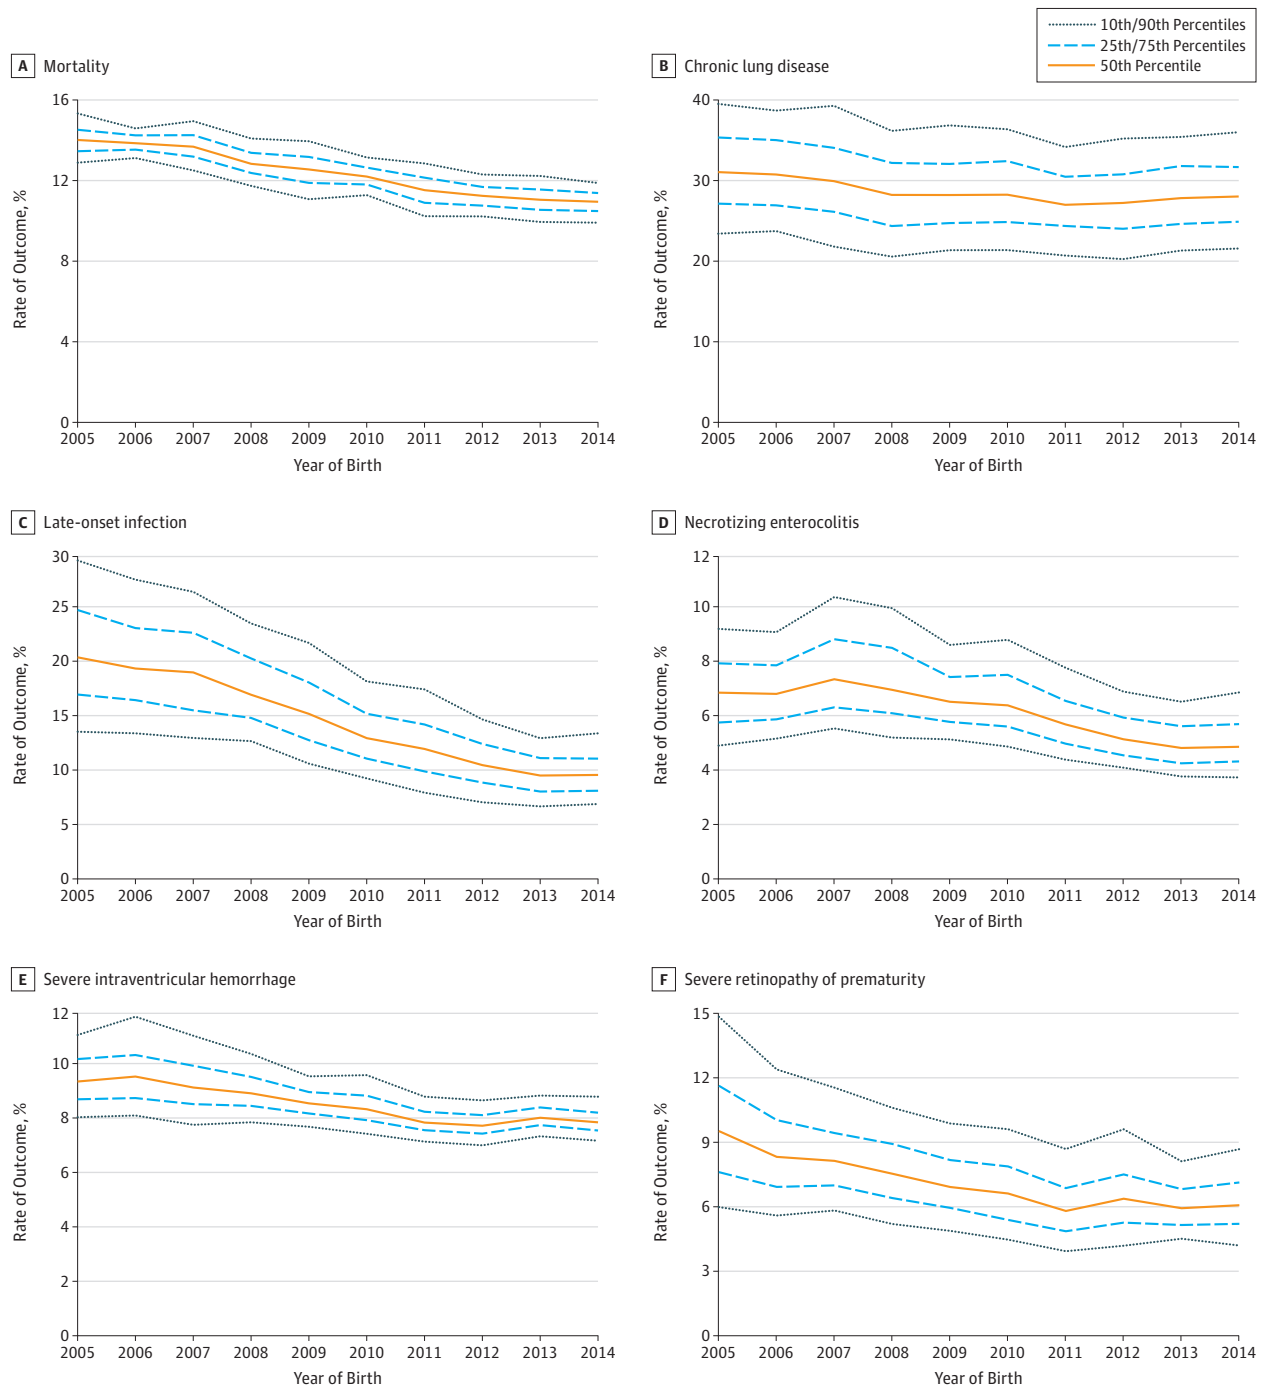 10th/90th Percentiles
25th/75th Percentiles
50th Percentile
A Mortality
16
12
8
4
0
Rate of Outcome, %
2005 2006 2007 2008 2009 2010 2011 2012 2013 2014
Year of Birth
B Chronic lung disease
40
30
20
10
0
Rate of Outcome, %
2005 2006 2007 2008 2009 2010 2011 2012 2013 2014
Year of Birth
C Late-onset infection
30
25
20
15
10
5
0
Rate of Outcome, %
2005 2006 2007 2008 2009 2010 2011 2012 2013 2014
Year of Birth
D Necrotizing enterocolitis
12
10
8
6
4
2
0
Rate of Outcome, %
2005 2006 2007 2008 2009 2010 2011 2012 2013 2014
Year of Birth
E Severe intraventricular hemorrhage
12
10
8
6
4
2
0
Rate of Outcome, %
2005 2006 2007 2008 2009 2010 2011 2012 2013 2014
Year of Birth
F Severe retinopathy of prematurity
15
12
9
6
3
0
Rate of Outcome, %
2005 2006 2007 2008 2009 2010 2011 2012 2013 2014
Year of Birth